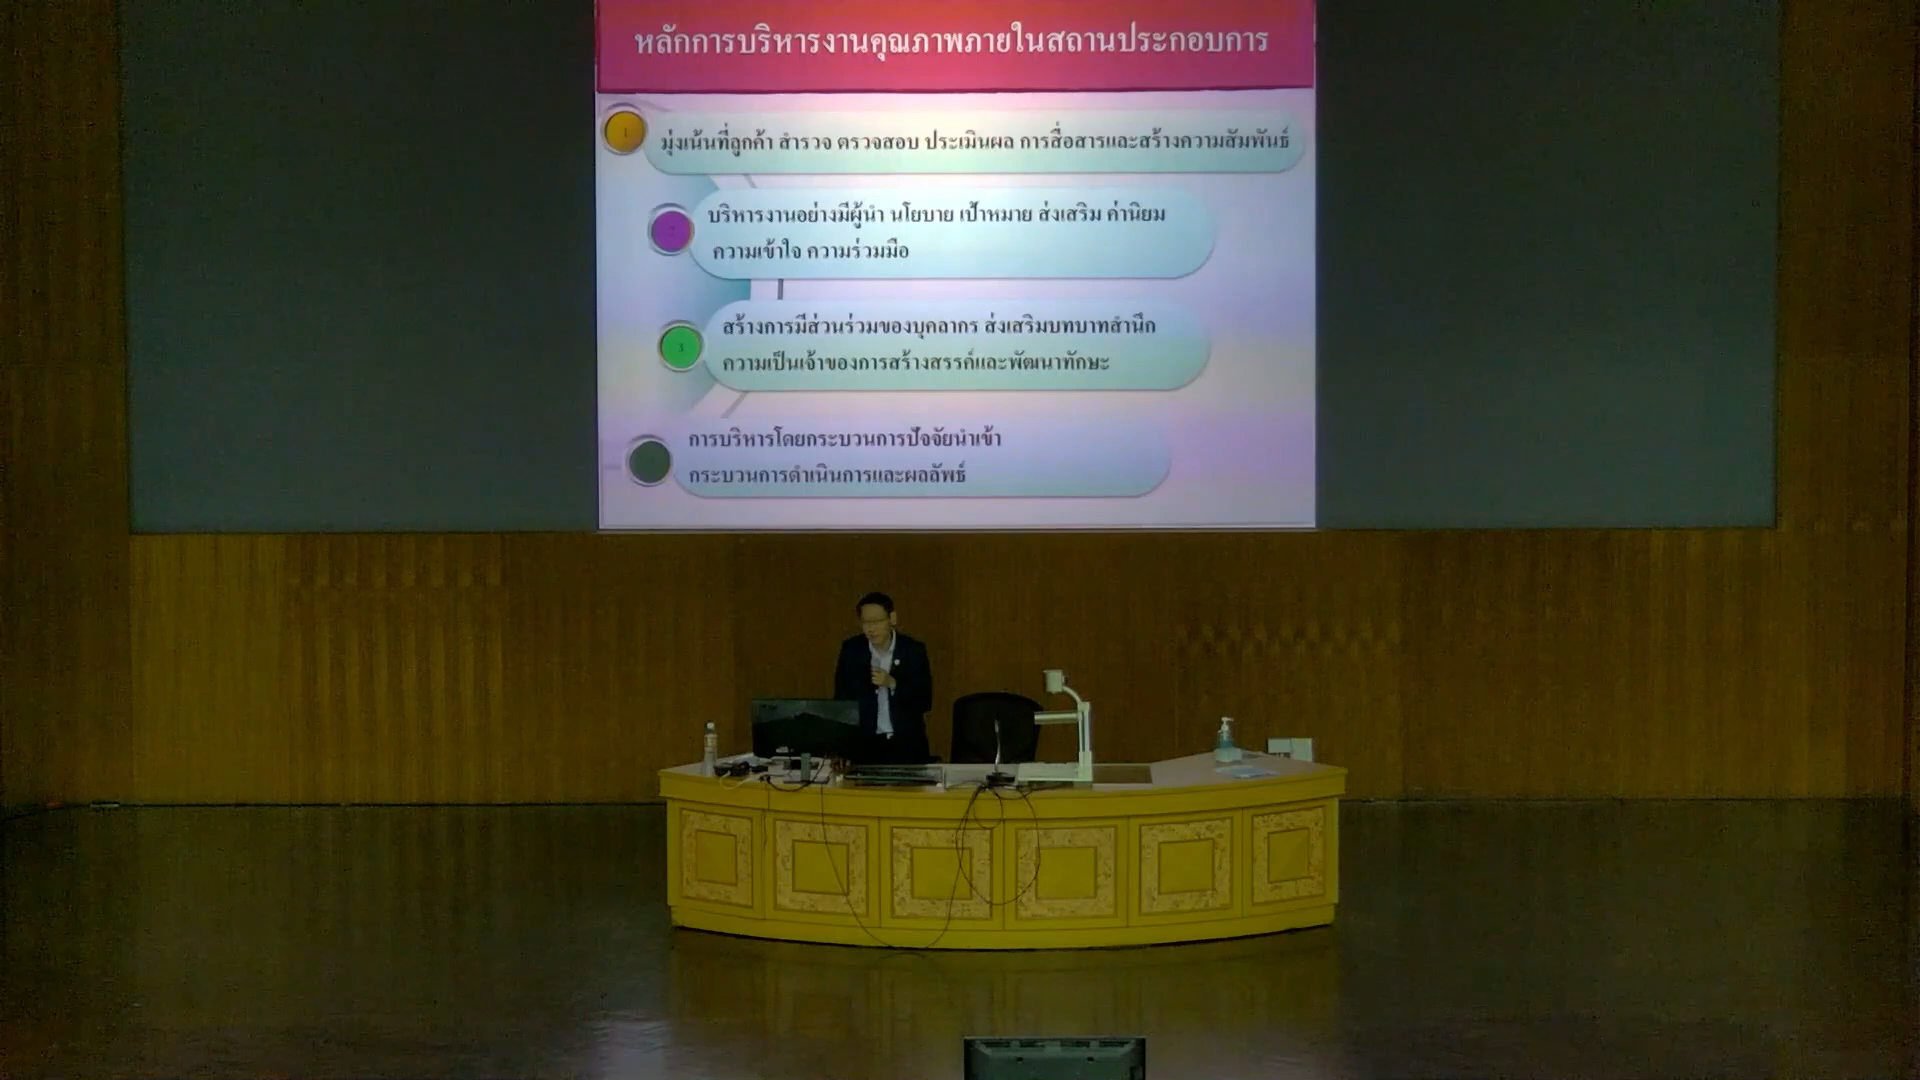 หลักการบริหารงานคุณภาพภายในสถานประกอบการ
1
มุ่งเน้นที่ลูกค้า สำรวจ ตรวจสอบ ประเมินผล การสื่อสารและสร้างความสัมพันธ์
2
บริหารงานอย่างมีผู้นำ นโยบาย เป้าหมาย ส่งเสริม ค่านิยม
ความเข้าใจ ความร่วมมือ
3
สร้างการมีส่วนร่วมของบุคลากร ส่งเสริมบทบาทสำนึก
ความเป็นเจ้าของการสร้างสรรค์และพัฒนาทักษะ
การบริหารโดยกระบวนการปัจจัยนำเข้า
กระบวนการดำเนินการและผลลัพธ์